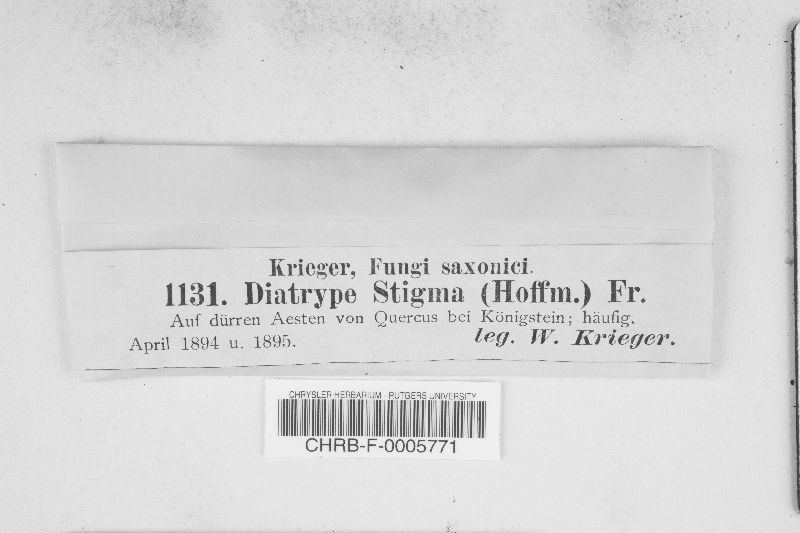 Krieger, Fungi saxonici.
1131. Diatrype Stigma (Hoffm.) Fr.
Auf dürren Aesten von Quercus bei Königstein; häufig.
April 1894 u. 1895.
leg. W. Krieger.
CHRYSLER HERBARIUM - RUTGERS UNIVERSITY
CHRB-F-0005771